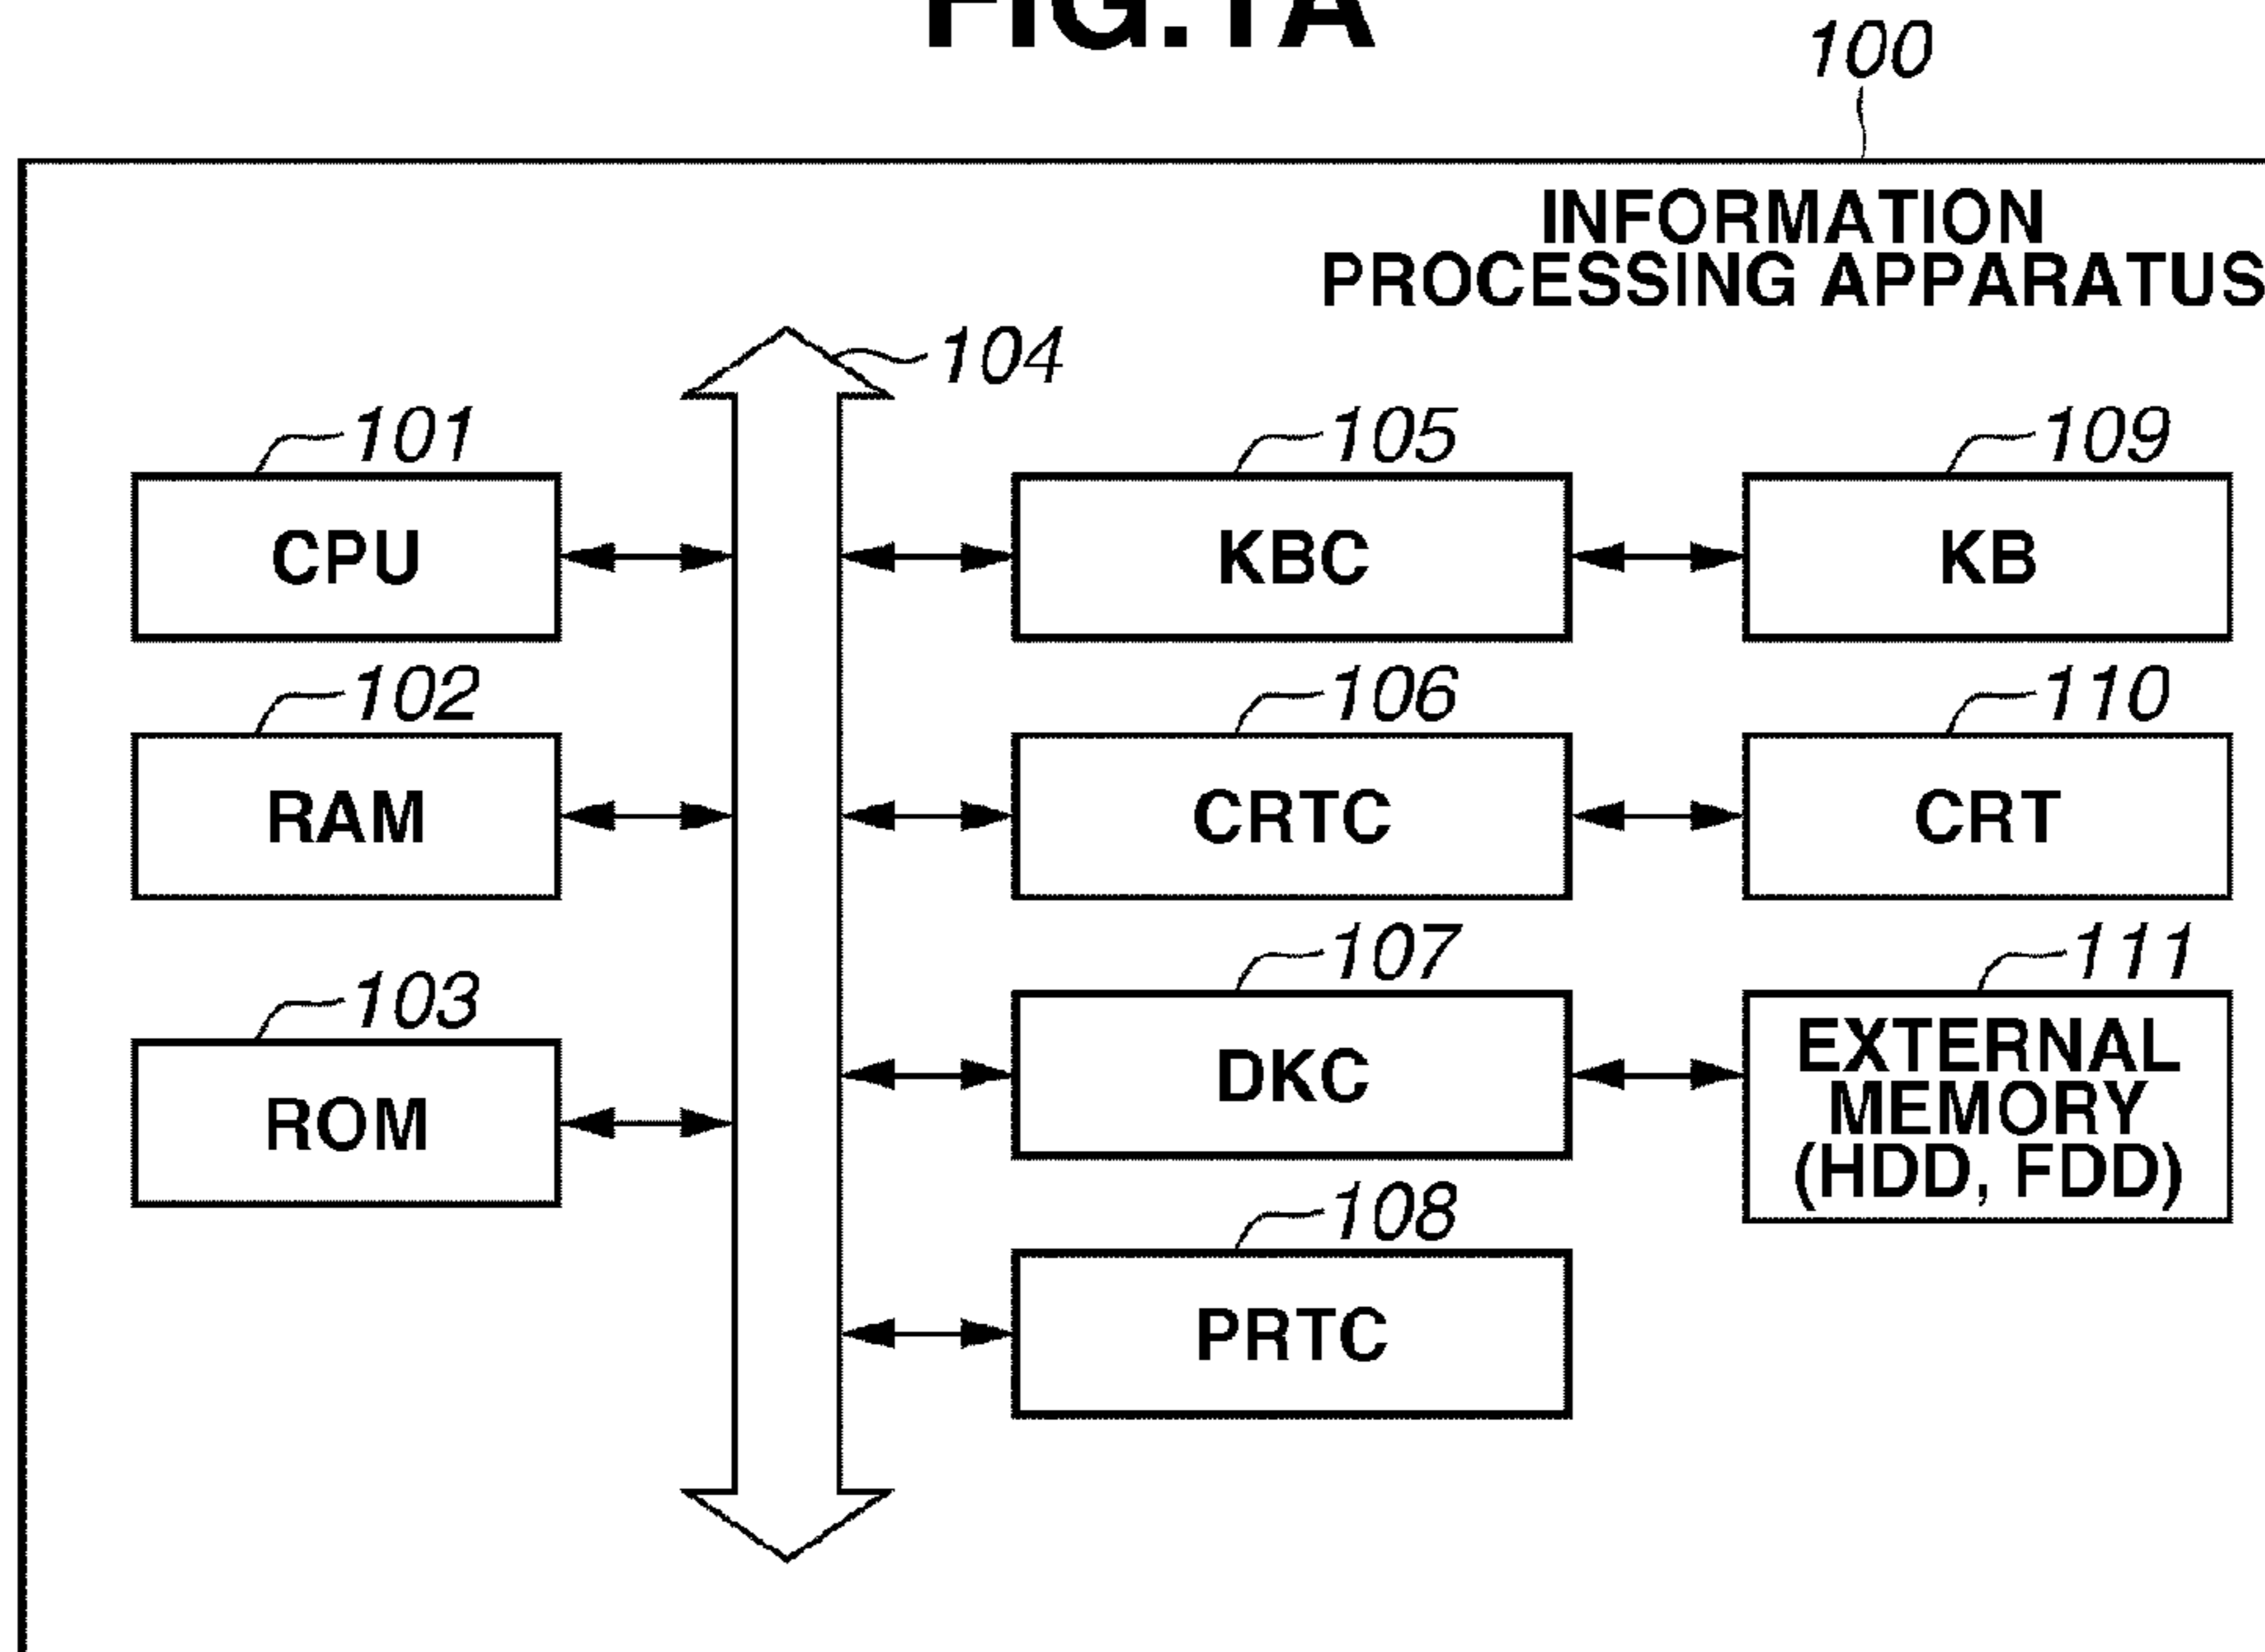 FIG.1A
100
INFORMATION
PROCESSING APPARATUS
104
101
105
109
CPU
KBC
KB
102
106
110
RAM
CRTC
CRT
107
111
103
DKC
EXTERNAL
MEMORY
(HDD, FDD)
ROM
108
PRTC